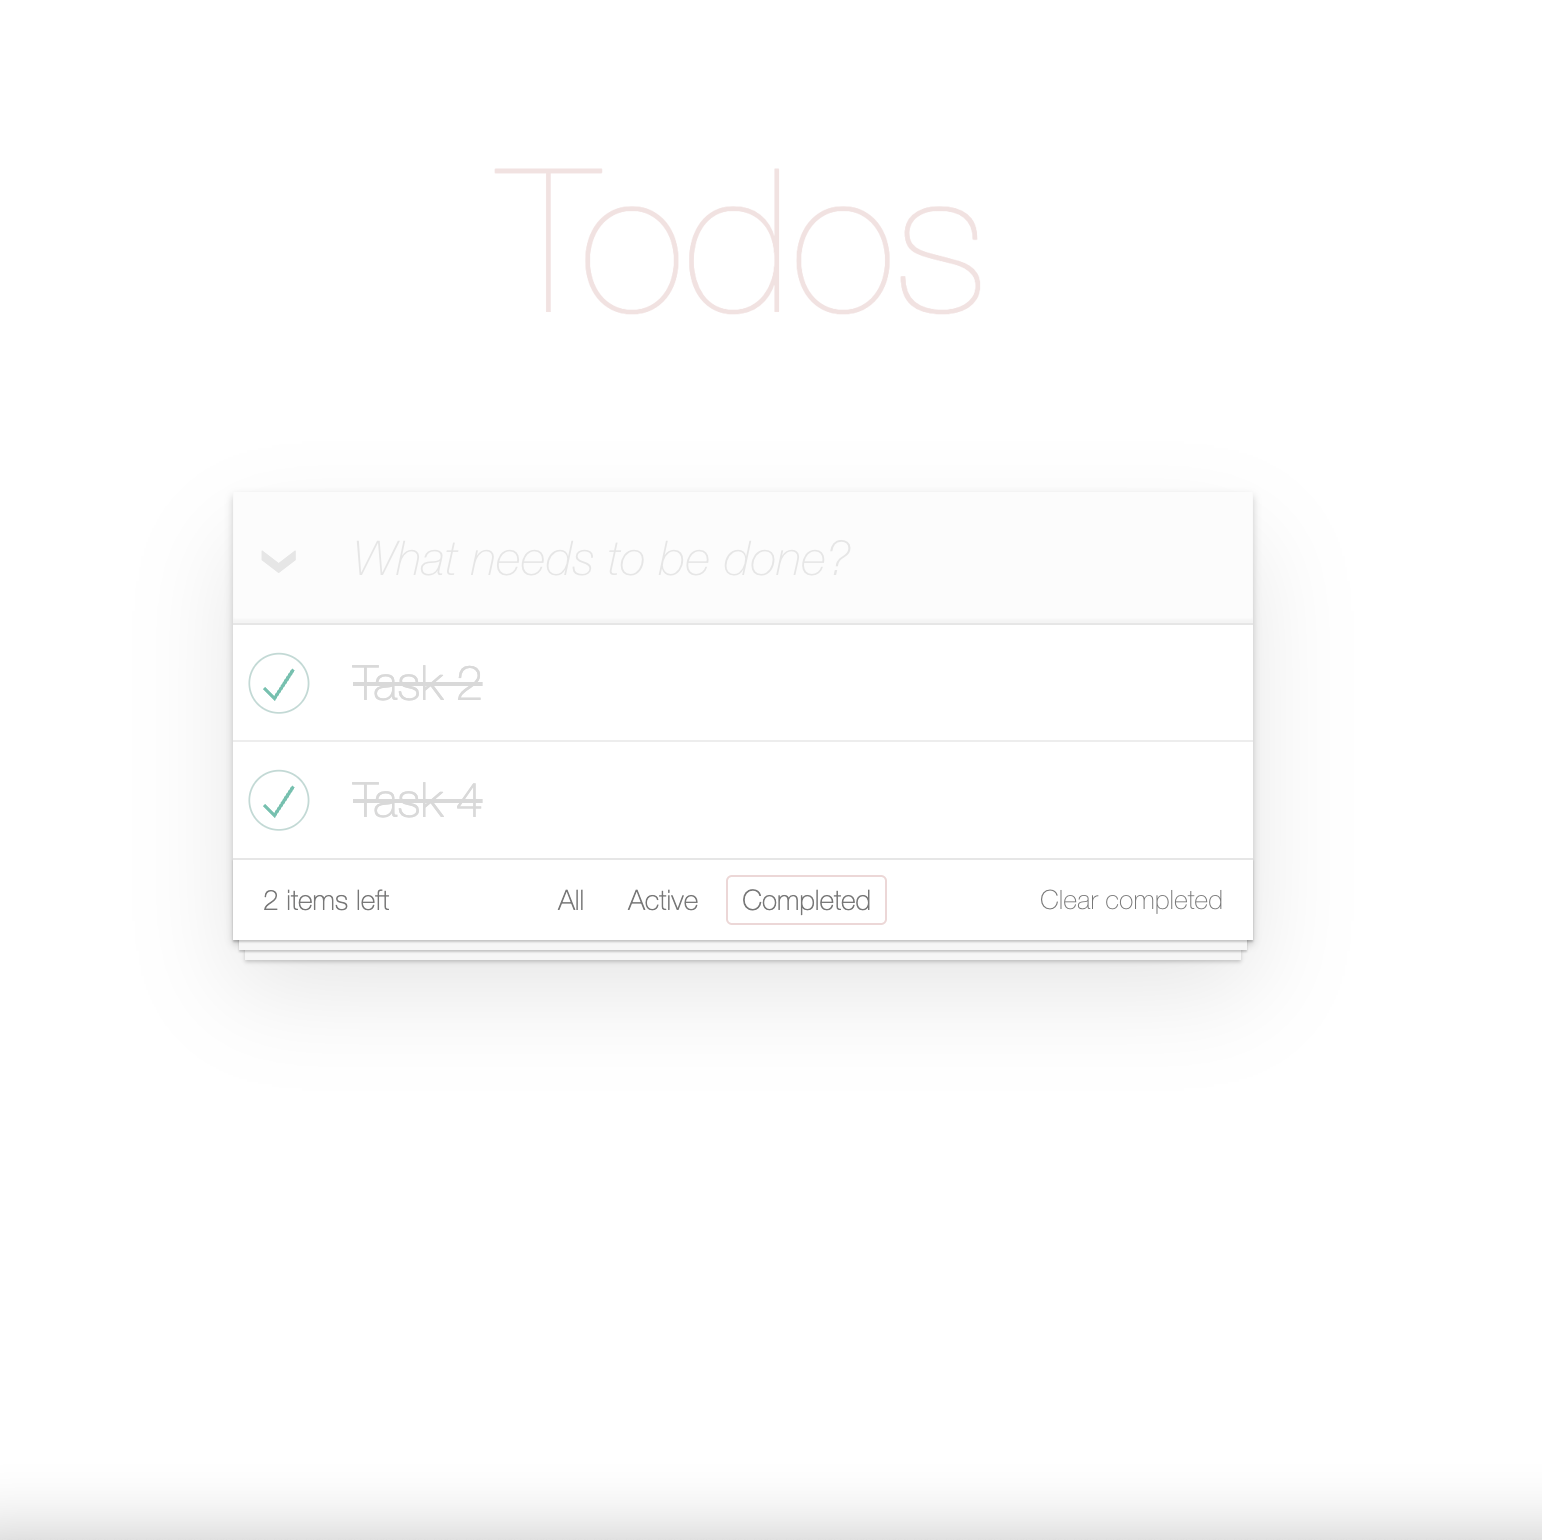 Todos
What needs to be done?
Task 2
Task 4
2 items left All Active Completed Clear completed